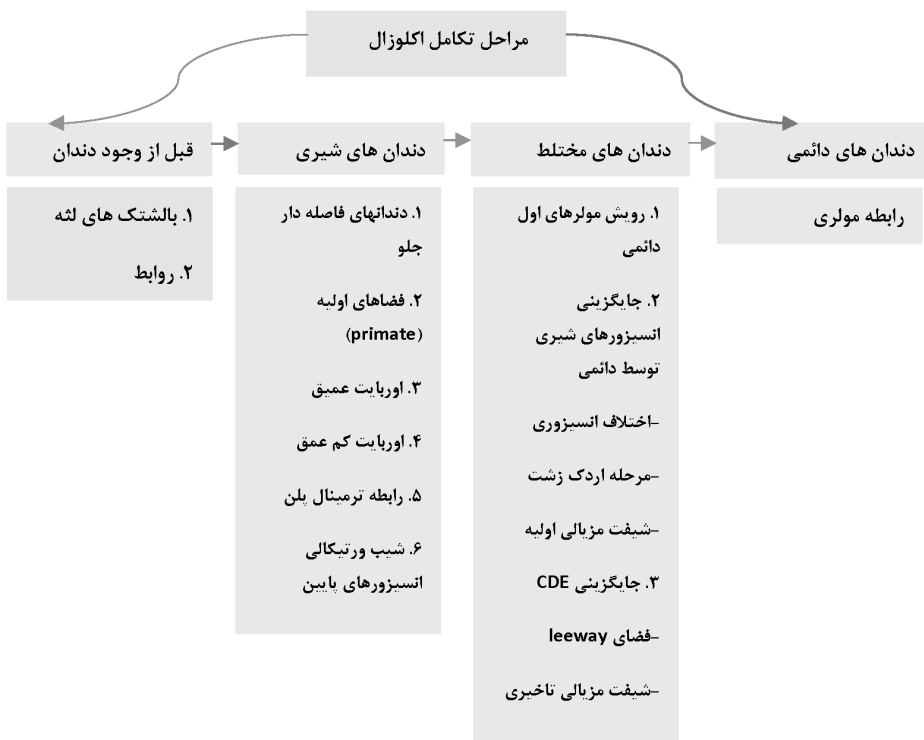 مراحل تکامل اکلوزال
قبل از وجود دندان
۱. بالشتک های لثه
۲. روابط
دندان های شیری
۱. دندانهای فاصله دار
جلو
۲. فضاهای اولیه
(primate)
۳. اوربایت عمیق
۴. اوربایت کم عمق
۵. رابطه ترمینال پلن
۶. شیب ورتیکالی
انسیزورهای پایین
دندان های مختلط
۱. رویش مولرهای اول
دائمی
۲. جایگزینی
انسیزورهای شیری
توسط دائمی
-اختلاف انسیزوری
-مرحله اردک زشت
-شیفت مزیالی اولیه
۳. جایگزینی CDE
-فضای leeway
-شیفت مزیالی تاخیری
دندان های دائمی
رابطه مولری